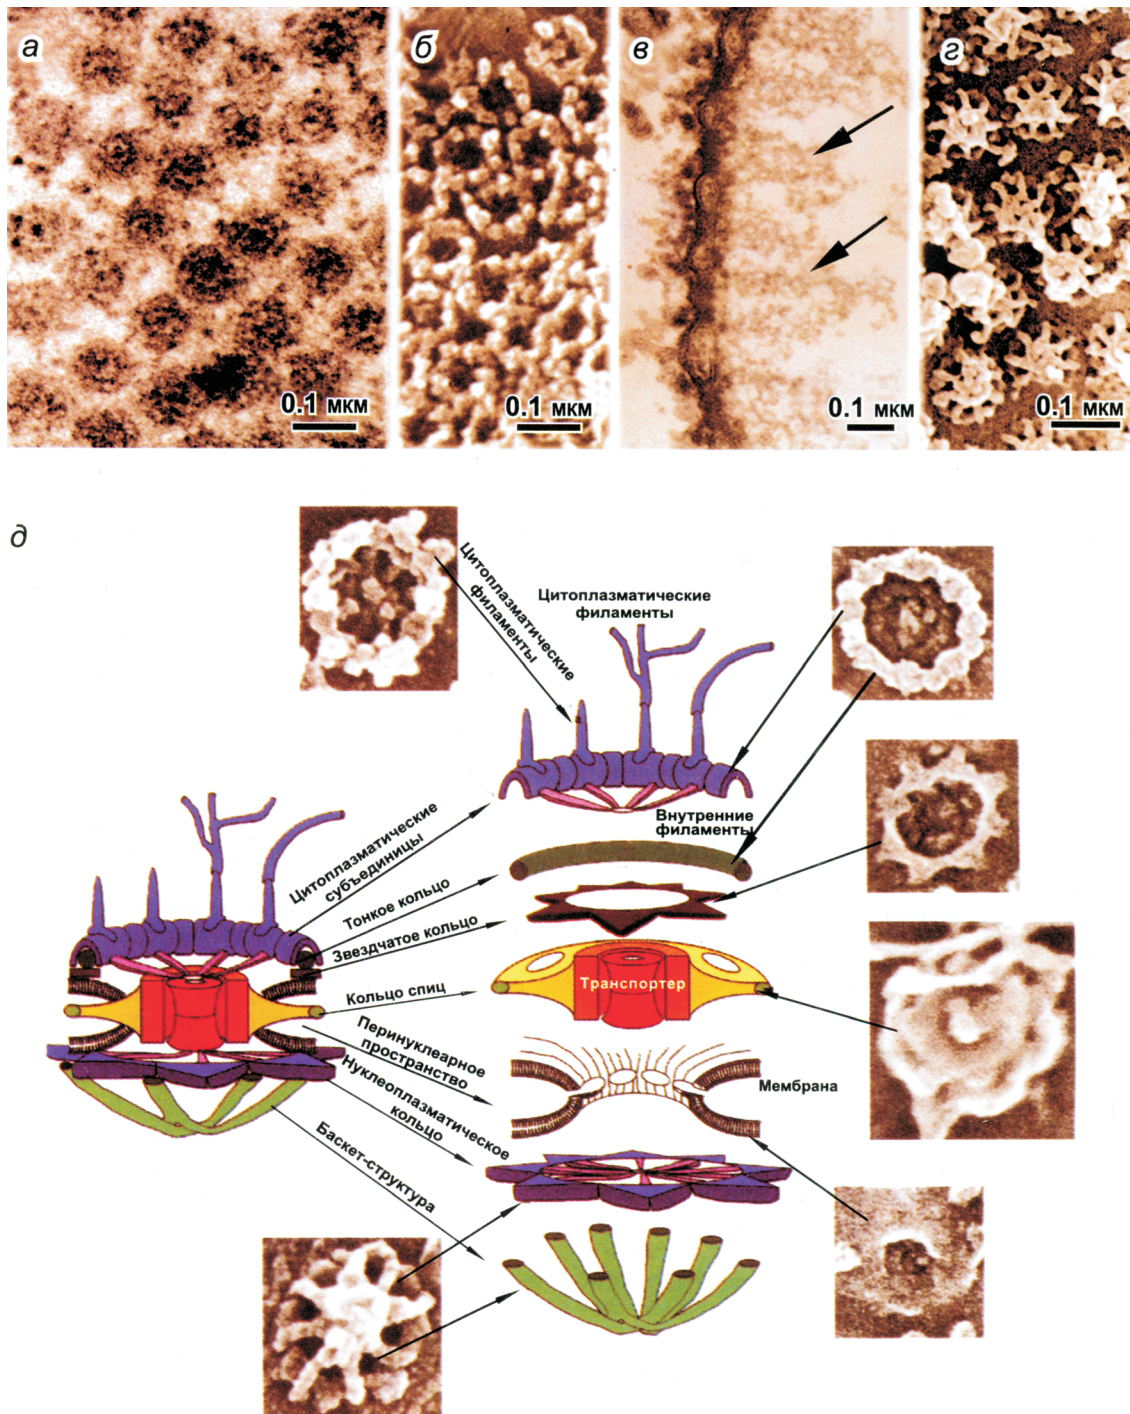 а
б
в
г
0.1 мкм
0.1 мкм
0.1 мкм
0.1 мкм
д
Цитоплазматические
филаменты
Цитоплазматические
филаменты
Внутренние
филаменты
Цитоплазматические
субъединицы
Тонкое кольцо
Звездчатое кольцо
Транспортер
Кольцо спиц
Перинуклеарное
пространство
Мембрана
Нуклеоплазматическое
кольцо
Баскет-структура